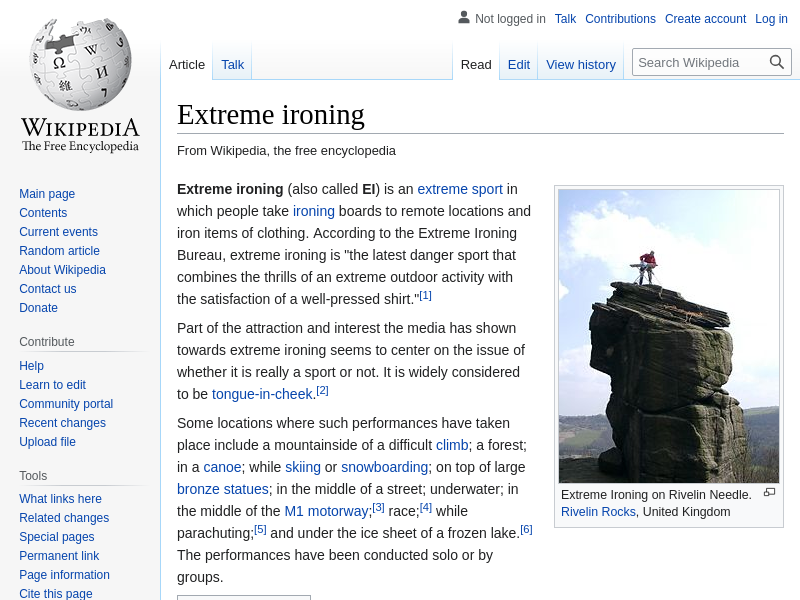 Not logged in Talk Contributions Create account Log in
Article Talk Read Edit View history Search Wikipedia
WIKIPEDIA
The Free Encyclopedia
Main page
Contents
Current events
Random article
About Wikipedia
Contact us
Donate
Contribute
Help
Learn to edit
Community portal
Recent changes
Upload file
Tools
What links here
Related changes
Special pages
Permanent link
Page information
Cite this page
Extreme ironing
From Wikipedia, the free encyclopedia
Extreme ironing (also called EI) is an extreme sport in
which people take ironing boards to remote locations and
iron items of clothing. According to the Extreme Ironing
Bureau, extreme ironing is "the latest danger sport that
combines the thrills of an extreme outdoor activity with
the satisfaction of a well-pressed shirt."[1]
Part of the attraction and interest the media has shown
towards extreme ironing seems to center on the issue of
whether it is really a sport or not. It is widely considered
to be tongue-in-cheek.[2]
Some locations where such performances have taken
place include a mountainside of a difficult climb; a forest;
in a canoe; while skiing or snowboarding; on top of large
bronze statues; in the middle of a street; underwater; in
the middle of the M1 motorway;[3] race;[4] while
parachuting;[5] and under the ice sheet of a frozen lake.[6]
The performances have been conducted solo or by
groups.
Extreme Ironing on Rivelin Needle.
Rivelin Rocks, United Kingdom